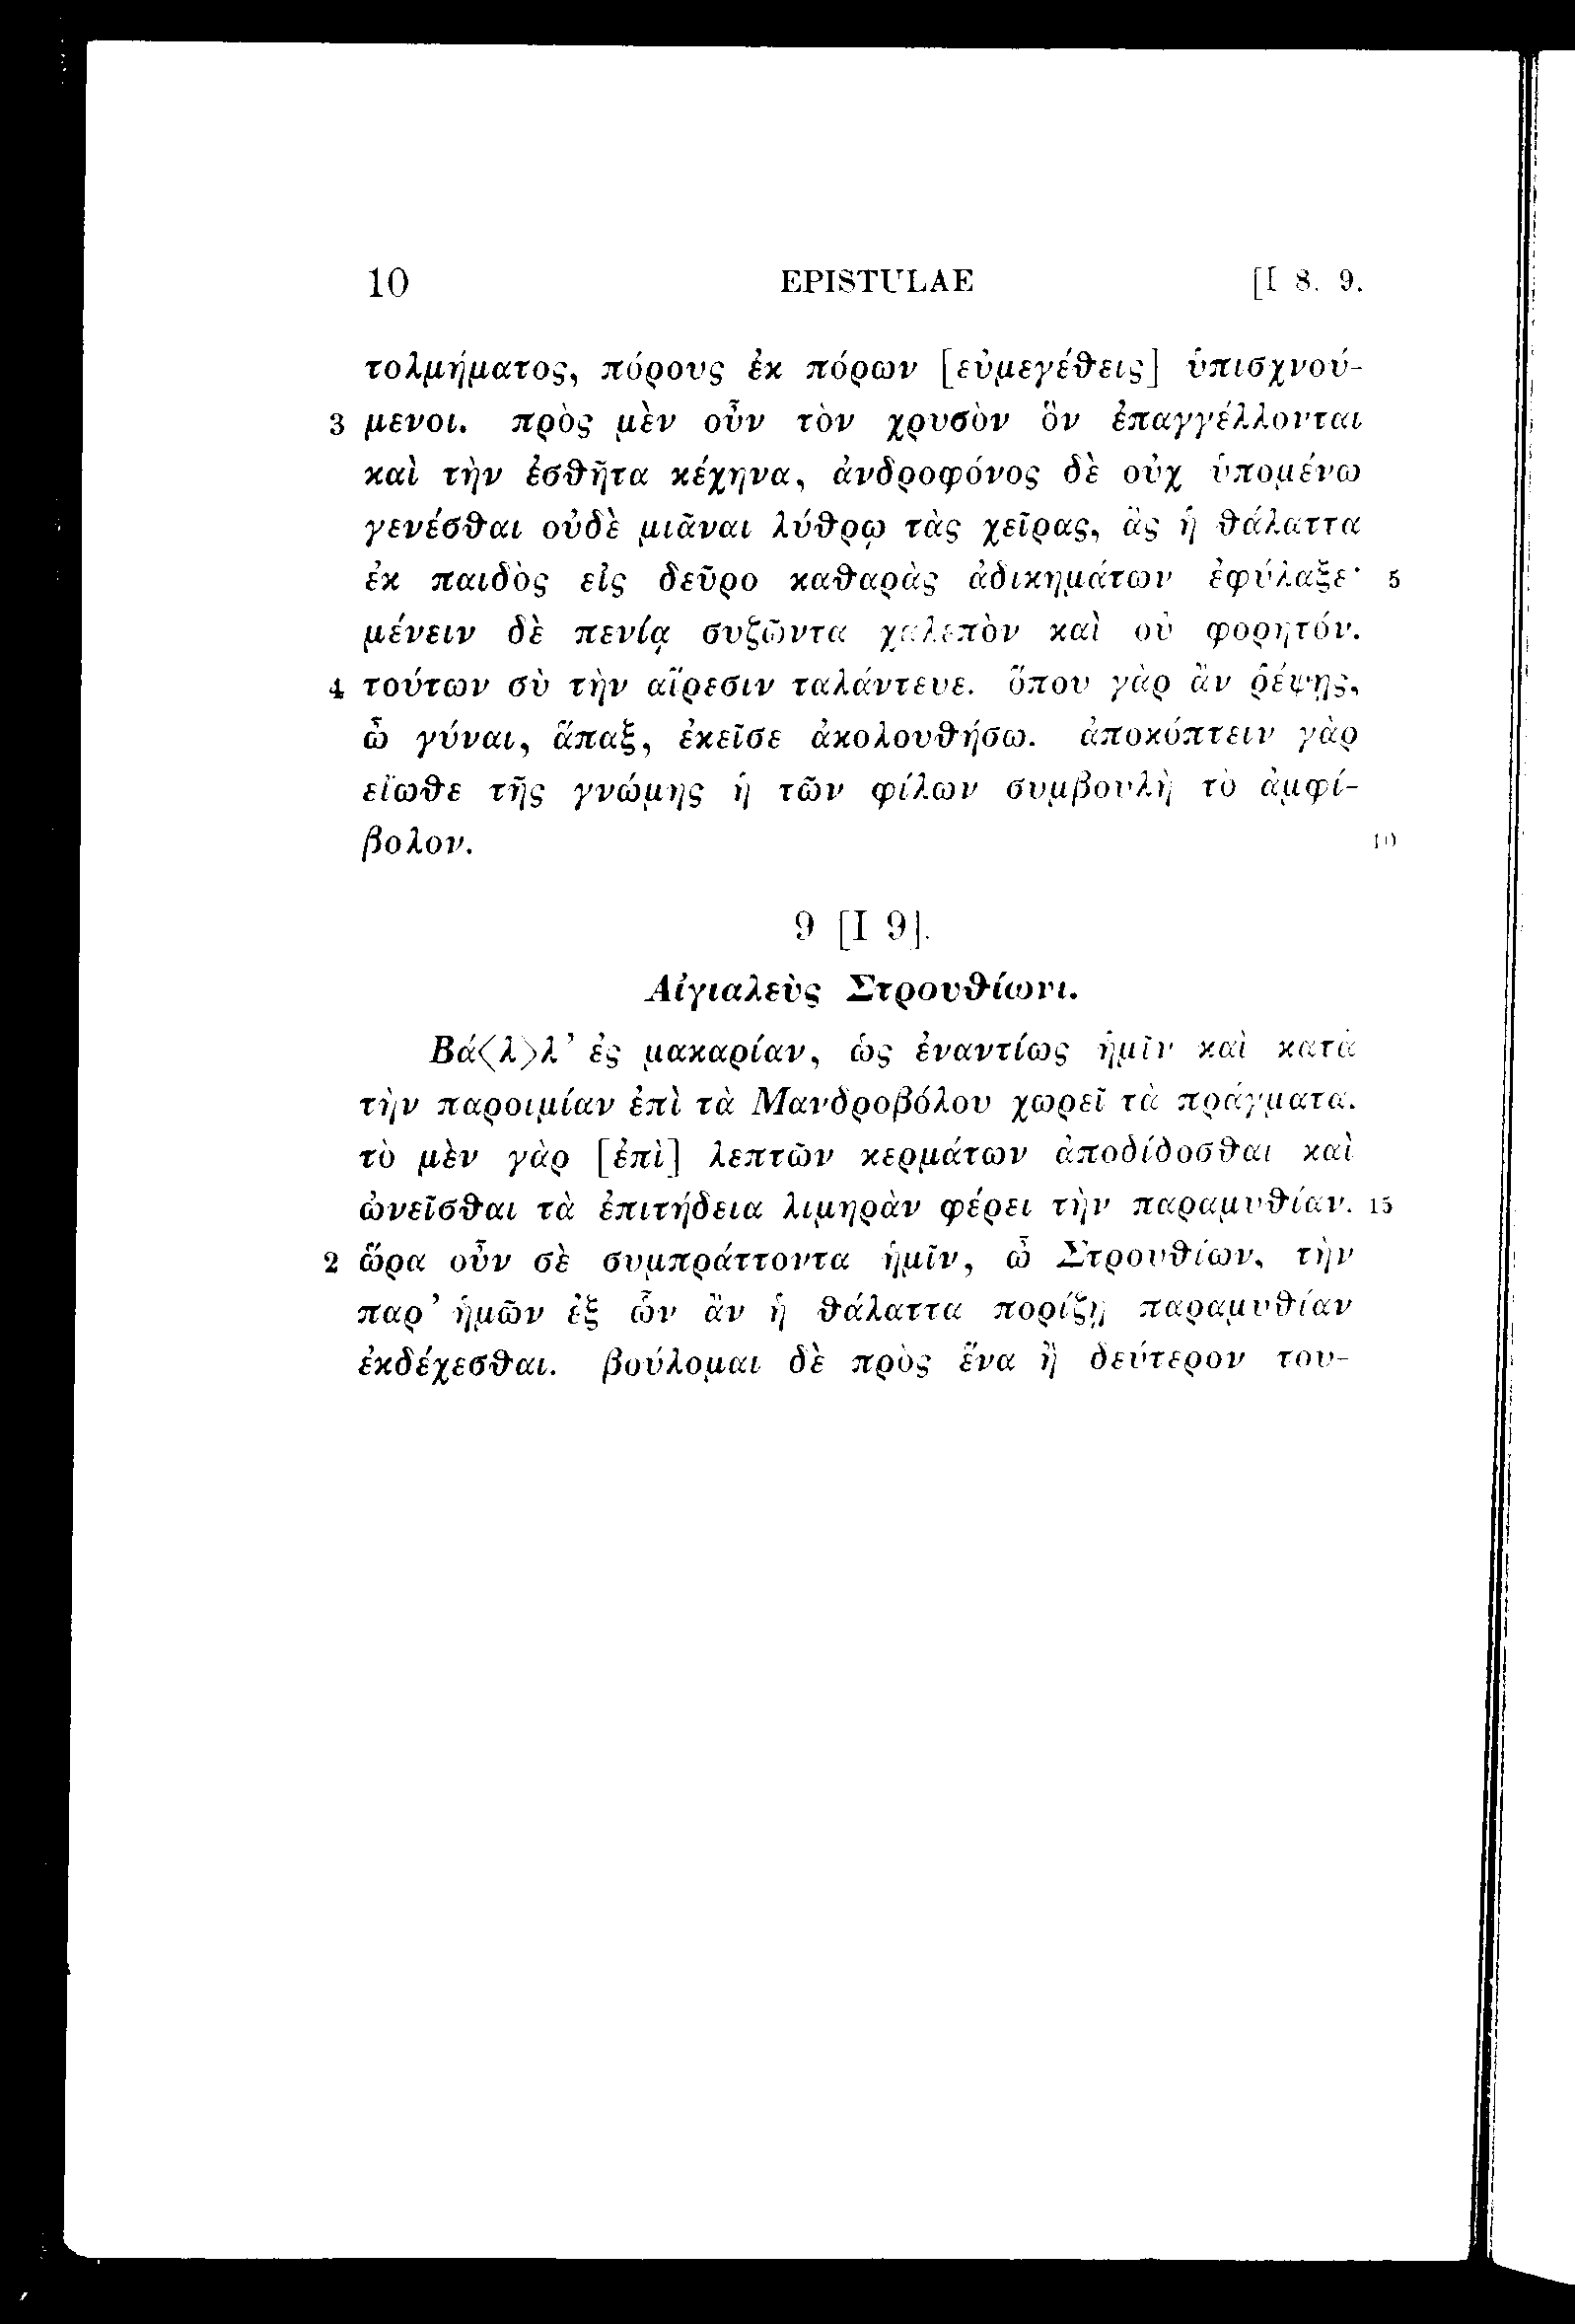 10 EPISTULAE [I 8. 9.
τολμήματος, πόρους ἐκ πόρων [εὐμεγέθεις] ὑπισχνού-
3 μενοι. πρὸς μὲν οὖν τὸν χρυσὸν ὃν ἐπαγγέλλονται
καὶ τὴν ἐσθῆτα κέχηνα, ἀνδροφόνος δὲ οὐχ ὑπομένω
γενέσθαι οὐδὲ μιᾶναι λύθρῳ τὰς χεῖρας, ἃς ἡ θάλαττα
ἐκ παιδὸς εἰς δεῦρο καθαρὰς ἀδικημάτων ἐφύλαξε· 5
μένειν δὲ πενίᾳ συζῶντα χαλεπὸν καὶ οὐ φορητόν.
4 τούτων σὺ τὴν αἵρεσιν ταλάντευε. ὅπου γὰρ ἂν ῥέψῃς,
ὦ γύναι, ἅπαξ, ἐκεῖσε ἀκολουθήσω. ἀποκόπτειν γὰρ
εἴωθε τῆς γνώμης ἡ τῶν φίλων συμβουλὴ τὸ ἀμφί-
βολον. 10
9 [I 9].
Αἰγιαλεὺς Στρουθίωνι.
Βά<λ>λ’ ἐς μακαρίαν, ὡς ἐναντίως ἡμῖν καὶ κατὰ
τὴν παροιμίαν ἐπὶ τὰ Μανδροβόλου χωρεῖ τὰ πράγματα.
τὸ μὲν γὰρ [ἐπὶ] λεπτῶν κερμάτων ἀποδίδοσθαι καὶ
ὠνεῖσθαι τὰ ἐπιτήδεια λιμηρὰν φέρει τὴν παραμυθίαν. 15
2 ὥρα οὖν σὲ συμπράττοντα ἡμῖν, ὦ Στρουθίων, τὴν
παρ’ ἡμῶν ἐξ ὧν ἂν ἡ θάλαττα πορίζῃ παραμυθίαν
ἐκδέχεσθαι. βούλομαι δὲ πρὸς ἕνα ἢ δεύτερον του-